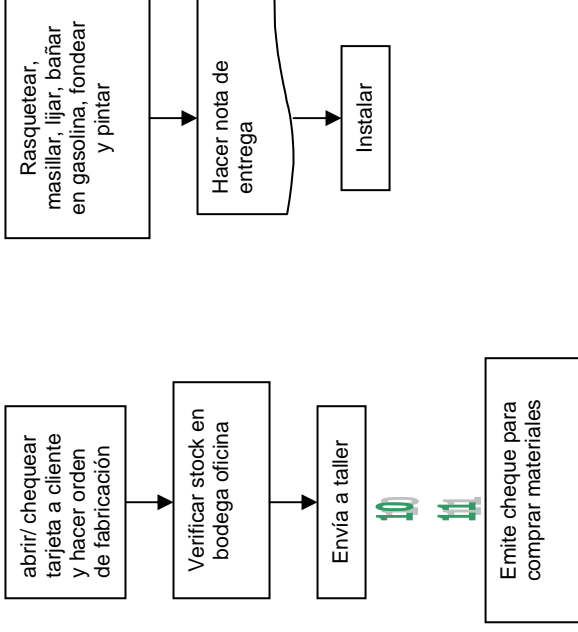 abrir/ chequear
tarjeta a cliente
y hacer orden
de fabricación
Verificar stock en
bodega oficina
Envía a taller
10
11
Emite cheque para
comprar materiales
Rasquetear,
masillar, lijar, bañar
en gasolina, fondear
y pintar
Hacer nota de
entrega
Instalar